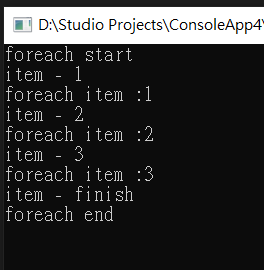 D:\Studio Projects\ConsoleApp4
foreach start
item - 1
foreach item :1
item - 2
foreach item :2
item - 3
foreach item :3
item - finish
foreach end